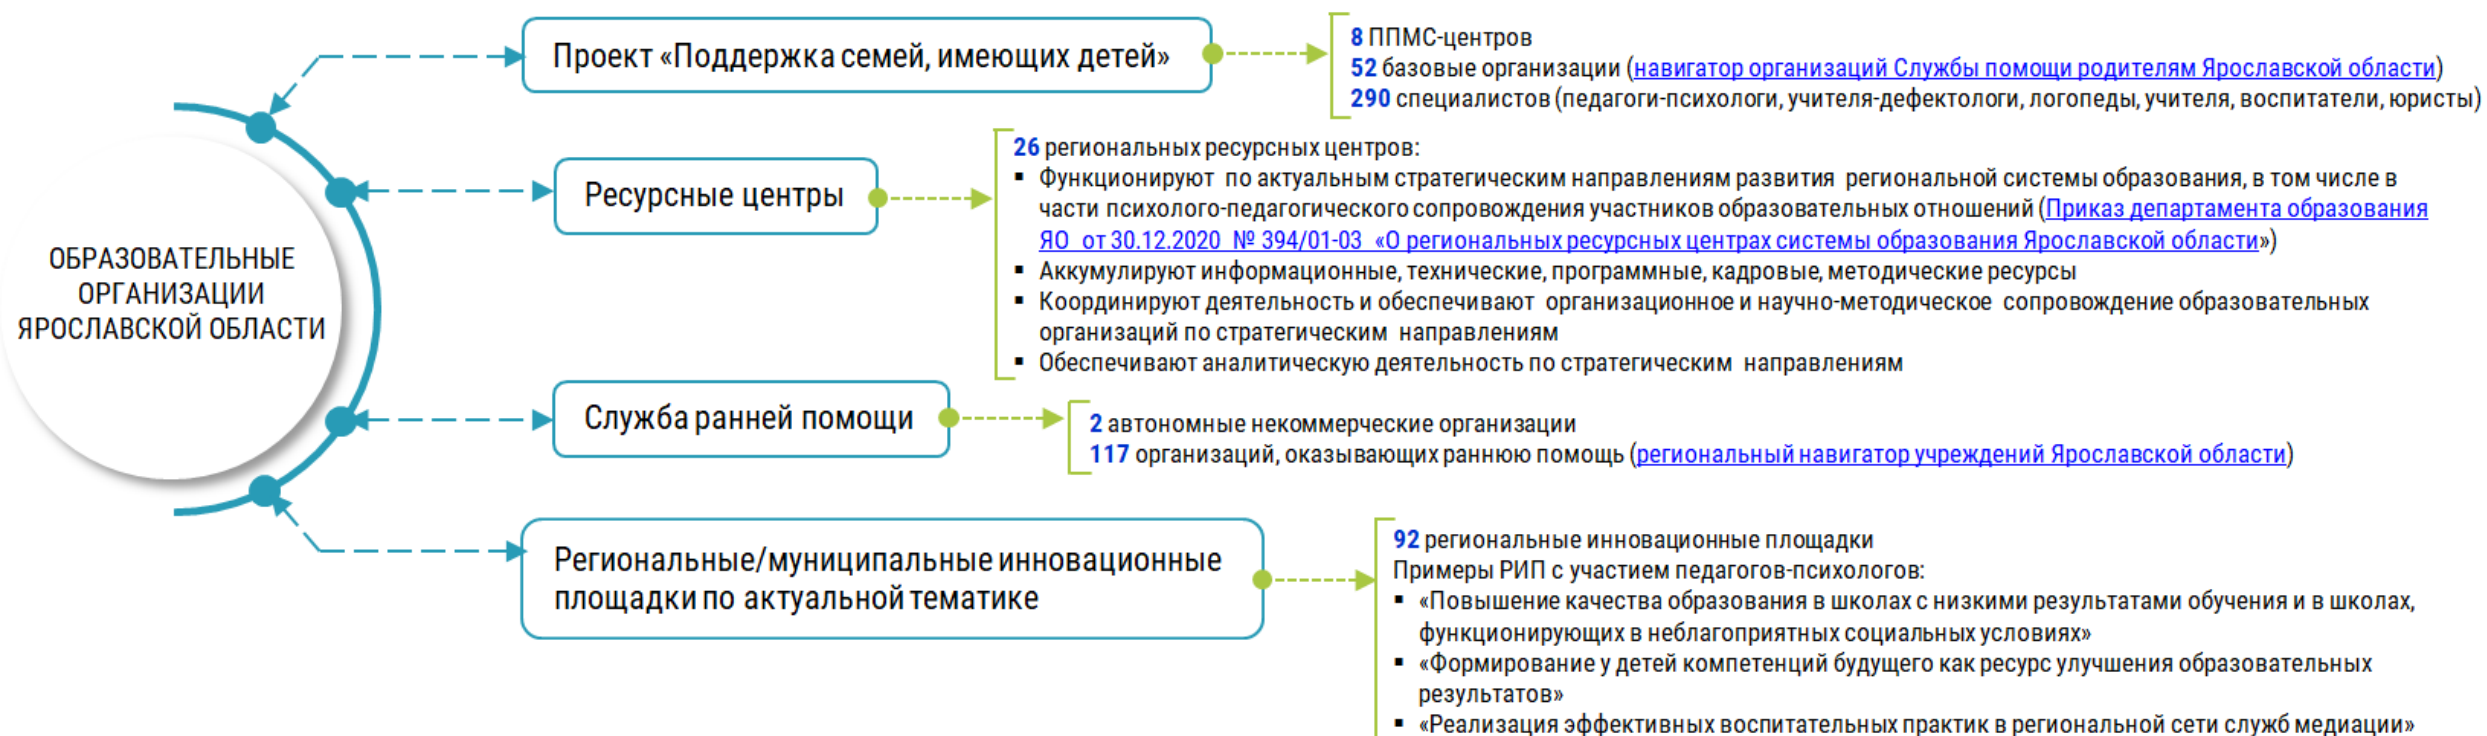 ОБРАЗОВАТЕЛЬНЫЕ
ОРГАНИЗАЦИИ
ЯРОСЛАВСКОЙ ОБЛАСТИ
Проект «Поддержка семей, имеющих детей»
8 ППМС-центров
52 базовые организации (навигатор организаций Службы помощи родителям Ярославской области)
290 специалистов (педагоги-психологи, учителя-дефектологи, логопеды, учителя, воспитатели, юристы)
Ресурсные центры
26 региональных ресурсных центров:
▪ Функционируют по актуальным стратегическим направлениям развития региональной системы образования, в том числе в
части психолого-педагогического сопровождения участников образовательных отношений (Приказ департамента образования
ЯО от 30.12.2020 № 394/01-03 «О региональных ресурсных центрах системы образования Ярославской области»)
▪ Аккумулируют информационные, технические, программные, кадровые, методические ресурсы
▪ Координируют деятельность и обеспечивают организационное и научно-методическое сопровождение образовательных
организаций по стратегическим направлениям
▪ Обеспечивают аналитическую деятельность по стратегическим направлениям
Служба ранней помощи
2 автономные некоммерческие организации
117 организаций, оказывающих раннюю помощь (региональный навигатор учреждений Ярославской области)
Региональные/муниципальные инновационные
площадки по актуальной тематике
92 региональные инновационные площадки
Примеры РИП с участием педагогов-психологов:
▪ «Повышение качества образования в школах с низкими результатами обучения и в школах,
функционирующих в неблагоприятных социальных условиях»
▪ «Формирование у детей компетенций будущего как ресурс улучшения образовательных
результатов»
▪ «Реализация эффективных воспитательных практик в региональной сети служб медиации»